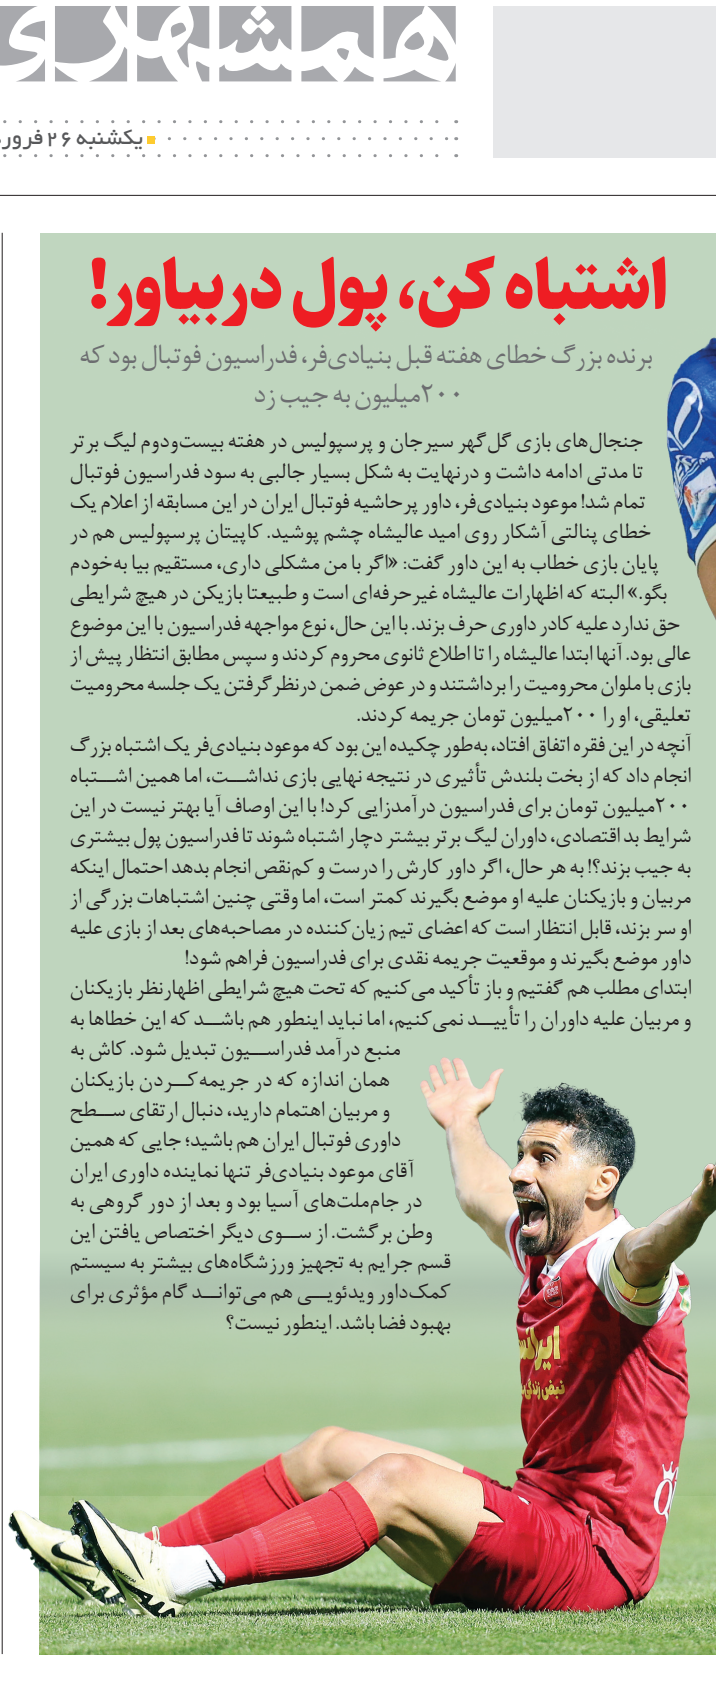 همشهری
یکشنبه ۲۶ فرور
اشتباه کن، پول دربیاور!
برنده بزرگ خطای هفته قبل بنیادی‌فر، فدراسیون فوتبال بود که
۲۰۰میلیون به جیب زد
جنجال‌های بازی گل‌گهر سیرجان و پرسپولیس در هفته بیست‌ودوم لیگ برتر
تا مدتی ادامه داشت و درنهایت به شکل بسیار جالبی به سود فدراسیون فوتبال
تمام شد! موعود بنیادی‌فر، داور پرحاشیه فوتبال ایران در این مسابقه از اعلام یک
خطای پنالتی آشکار روی امید عالیشاه چشم پوشید. کاپیتان پرسپولیس هم در
پایان بازی خطاب به این داور گفت: «اگر با من مشکلی داری، مستقیم بیا به‌خودم
بگو.» البته که اظهارات عالیشاه غیرحرفه‌ای است و طبیعتا بازیکن در هیچ شرایطی
حق ندارد علیه کادر داوری حرف بزند. با این حال، نوع مواجهه فدراسیون با این موضوع
عالی بود. آنها ابتدا عالیشاه را تا اطلاع ثانوی محروم کردند و سپس مطابق انتظار پیش از
بازی با ملوان محرومیت را برداشتند و در عوض ضمن درنظر گرفتن یک جلسه محرومیت
تعلیقی، او را ۲۰۰میلیون تومان جریمه کردند.
آنچه در این فقره اتفاق افتاد، به‌طور چکیده این بود که موعود بنیادی‌فر یک اشتباه بزرگ
انجام داد که از بخت بلندش تأثیری در نتیجه نهایی بازی نداشت، اما همین اشتباه
۲۰۰میلیون تومان برای فدراسیون درآمدزایی کرد! با این اوصاف آیا بهتر نیست در این
شرایط بد اقتصادی، داوران لیگ برتر بیشتر دچار اشتباه شوند تا فدراسیون پول بیشتری
به جیب بزند؟! به هر حال، اگر داور کارش را درست و کم‌نقص انجام بدهد احتمال اینکه
مربیان و بازیکنان علیه او موضع بگیرند کمتر است، اما وقتی چنین اشتباهات بزرگی از
او سر بزند، قابل انتظار است که اعضای تیم زیان‌کننده در مصاحبه‌های بعد از بازی علیه
داور موضع بگیرند و موقعیت جریمه نقدی برای فدراسیون فراهم شود!
ابتدای مطلب هم گفتیم و باز تأکید می‌کنیم که تحت هیچ شرایطی اظهارنظر بازیکنان
و مربیان علیه داوران را تأیید نمی‌کنیم، اما نباید اینطور هم باشد که این خطاها به
منبع درآمد فدراسیون تبدیل شود. کاش به
همان اندازه که در جریمه‌کردن بازیکنان
و مربیان اهتمام دارید، دنبال ارتقای سطح
داوری فوتبال ایران هم باشید؛ جایی که همین
آقای موعود بنیادی‌فر تنها نماینده داوری ایران
در جام‌ملت‌های آسیا بود و بعد از دور گروهی به
وطن برگشت. از سوی دیگر اختصاص یافتن این
قسم جرایم به تجهیز ورزشگاه‌های بیشتر به سیستم
کمک‌داور ویدئویی هم می‌تواند گام مؤثری برای
بهبود فضا باشد. اینطور نیست؟